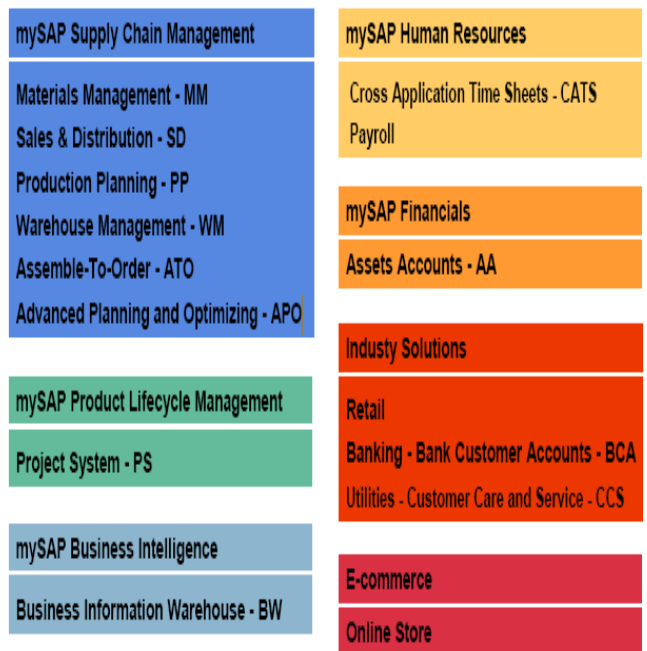 mySAP Supply Chain Management
Materials Management - MM
Sales & Distribution - SD
Production Planning - PP
Warehouse Management - WM
Assemble-To-Order - ATO
Advanced Planning and Optimizing - APO
mySAP Product Lifecycle Management
Project System - PS
mySAP Business Intelligence
Business Information Warehouse - BW
mySAP Human Resources
Cross Application Time Sheets - CATS
Payroll
mySAP Financials
Assets Accounts - AA
Industy Solutions
Retail
Banking - Bank Customer Accounts - BCA
Utilities - Customer Care and Service - CCS
E-commerce
Online Store